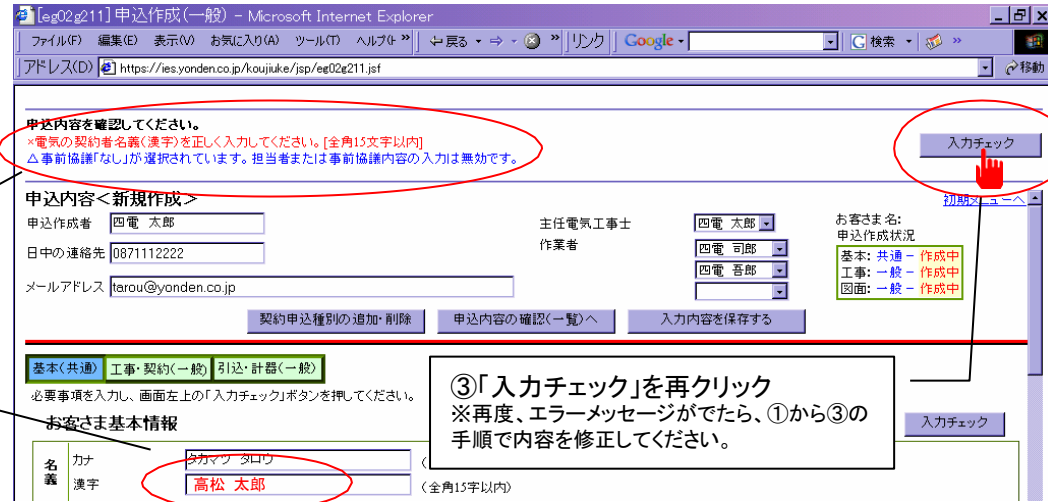 [eg02g211] 申込作成(一般) - Microsoft Internet Explorer
ファイル(F) 編集(E) 表示(V) お気に入り(A) ツール(T) ヘルプ(H » 戻る » リンク Google 検索 »
アドレス(D) https://ies.yonden.co.jp/koujiuke/jsp/eg02g211.jsf 移動
申込内容を確認してください。
×電気の契約者名義(漢字)を正しく入力してください。[全角15文字以内]
△事前協議「なし」が選択されています。担当者または事前協議内容の入力は無効です。
入力チェック
申込内容<新規作成>
初期メニューへ
申込作成者 四電 太郎
主任電気工事士 四電 太郎
お客さま名:
申込作成状況
日中の連絡先 0871112222
作業者 四電 司郎
四電 吾郎
基本: 共通 - 作成中
工事: 一般 - 作成中
図面: 一般 - 作成中
メールアドレス tarou@yonden.co.jp
契約申込種別の追加・削除 申込内容の確認(一覧)へ 入力内容を保存する
基本(共通) 工事・契約(一般) 引込・計器(一般)
必要事項を入力し、画面左上の「入力チェック」ボタンを押してください。
③「入力チェック」を再クリック
※再度、エラーメッセージがでたら、①から③の
手順で内容を修正してください。
お客さま基本情報
入力チェック
名義
カナ タカマツ タロウ (
漢字 高松 太郎 (全角15文字以内)